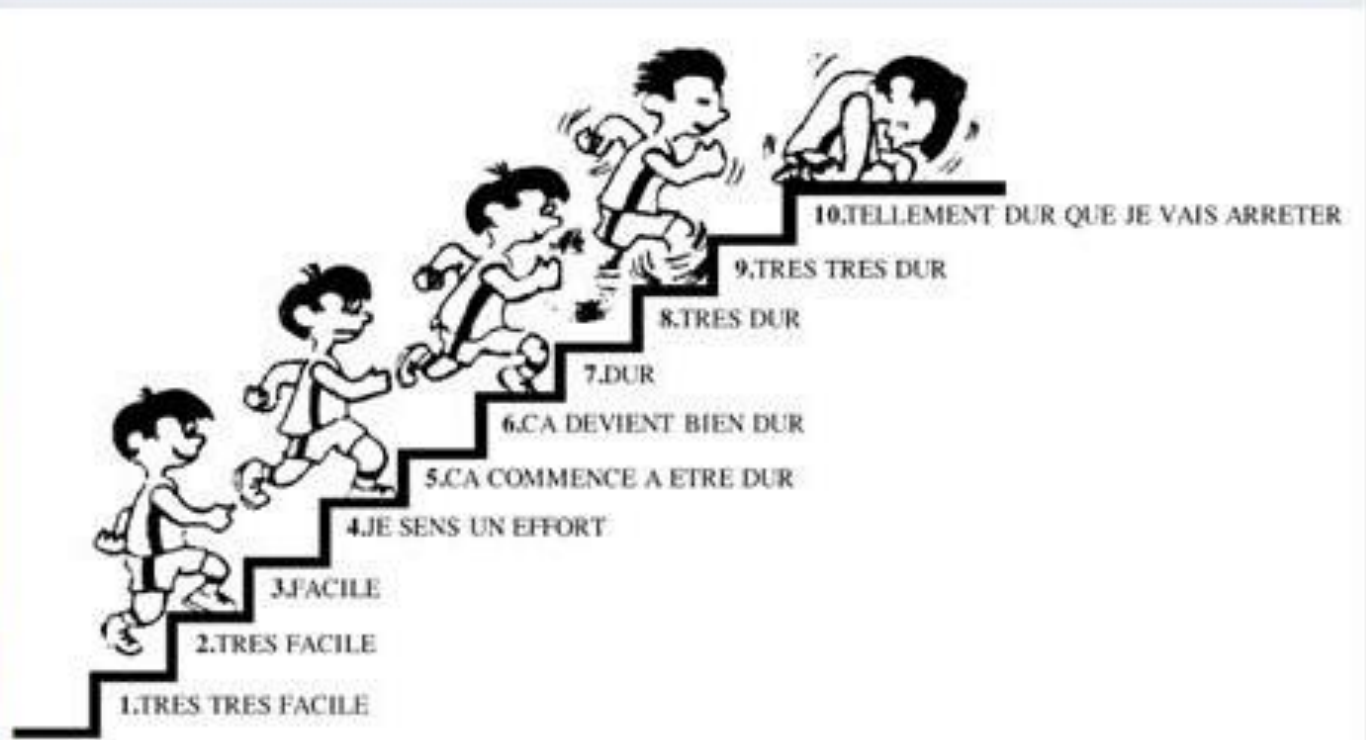 10.TELLEMENT DUR QUE JE VAIS ARRETER
9.TRES TRES DUR
8.TRES DUR
7.DUR
6.CA DEVIENT BIEN DUR
5.CA COMMENCE A ETRE DUR
4.JE SENS UN EFFORT
3.FACILE
2.TRES FACILE
1.TRES TRES FACILE